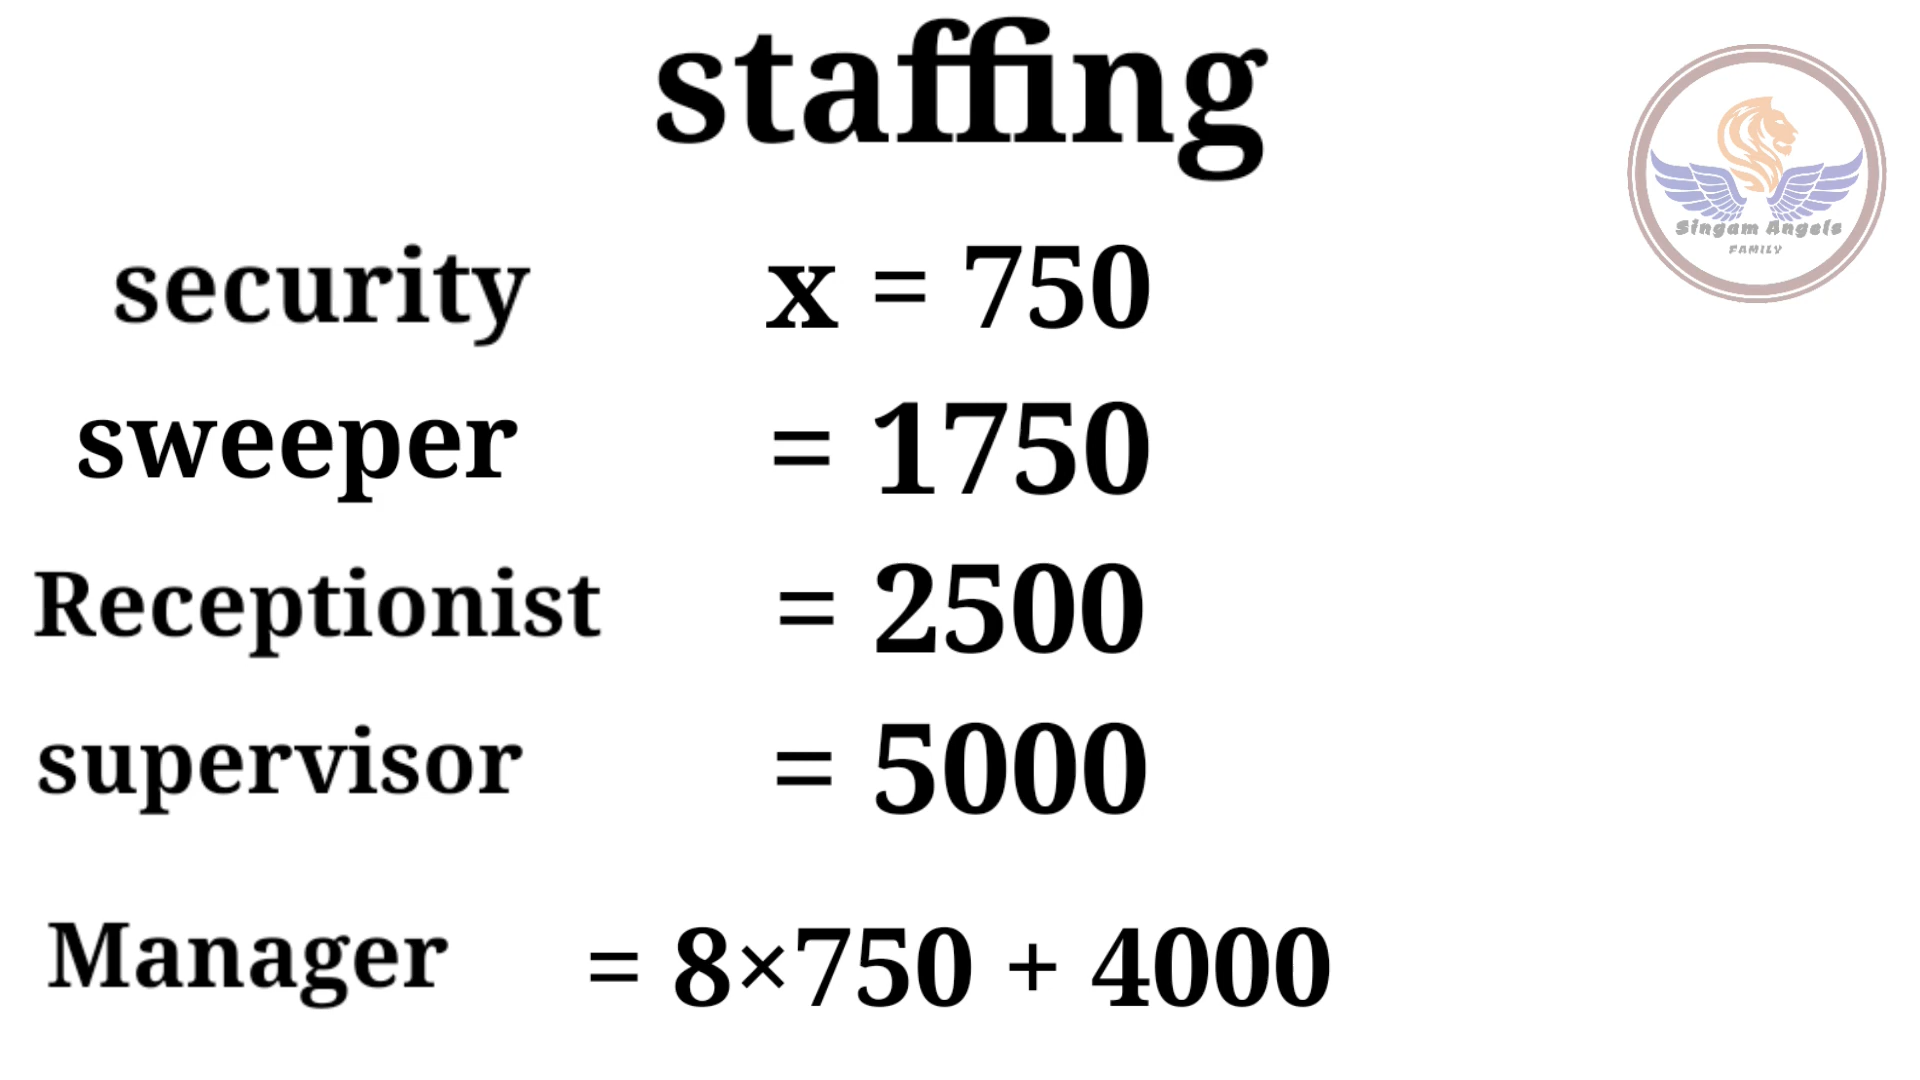 staffing
Singam Angels
FAMILY
security x = 750
sweeper = 1750
Receptionist = 2500
supervisor = 5000
Manager = 8×750 + 4000